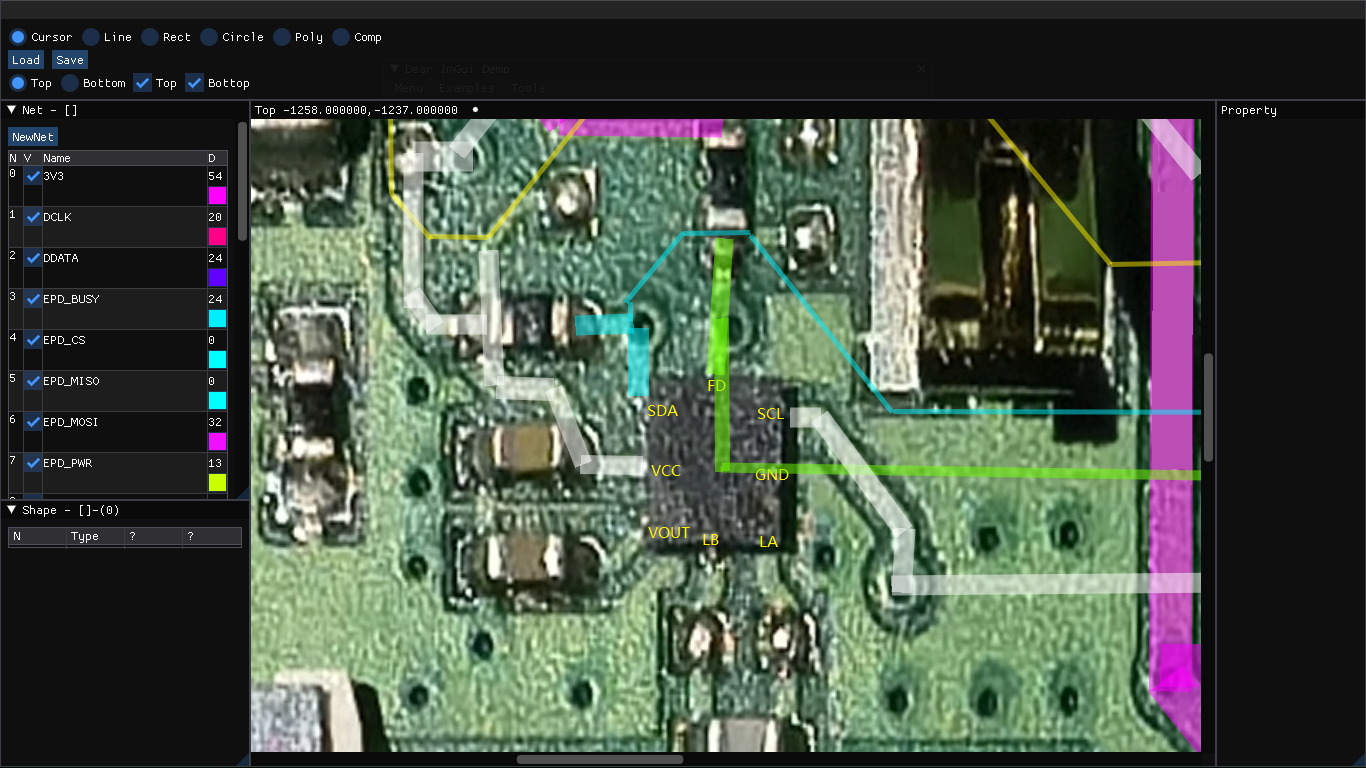 Cursor Line Rect Circle Poly Comp
Load Save
Top Bottom Top Bottop
Dear ImGui Demo
Menu Examples Tools
Net - []
NewNet
N V Name D
0 3V3 54
1 DCLK 20
2 DDATA 24
3 EPD_BUSY 24
4 EPD_CS 0
5 EPD_MISO 0
6 EPD_MOSI 32
7 EPD_PWR 13
Shape - []-(0)
N Type ? ?
Top -1258.000000,-1237.000000
FD
SDA SCL
VCC GND
VOUT LB LA
Property